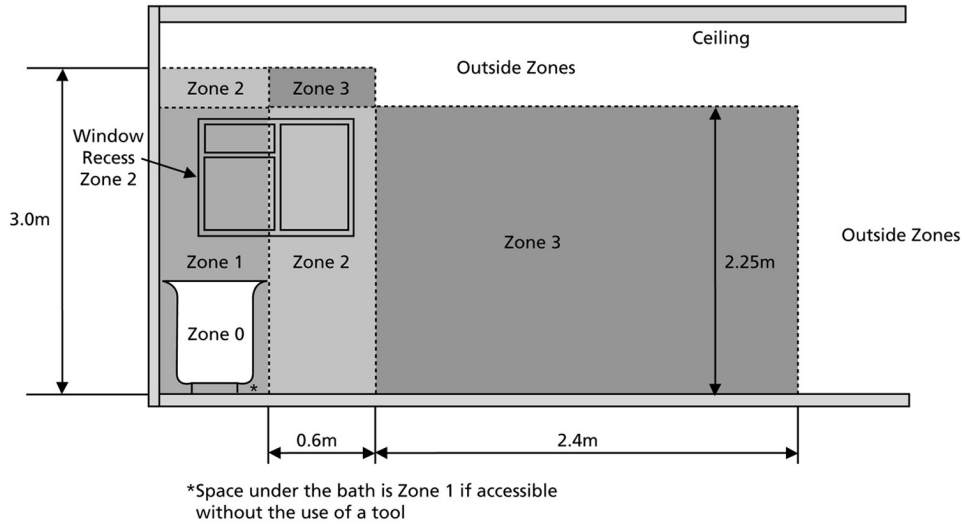 Ceiling
Outside Zones
Zone 2
Zone 3
Window
Recess
Zone 2
3.0m
Zone 3
Outside Zones
Zone 1
Zone 2
2.25m
Zone 0
*
0.6m
2.4m
*Space under the bath is Zone 1 if accessible
without the use of a tool